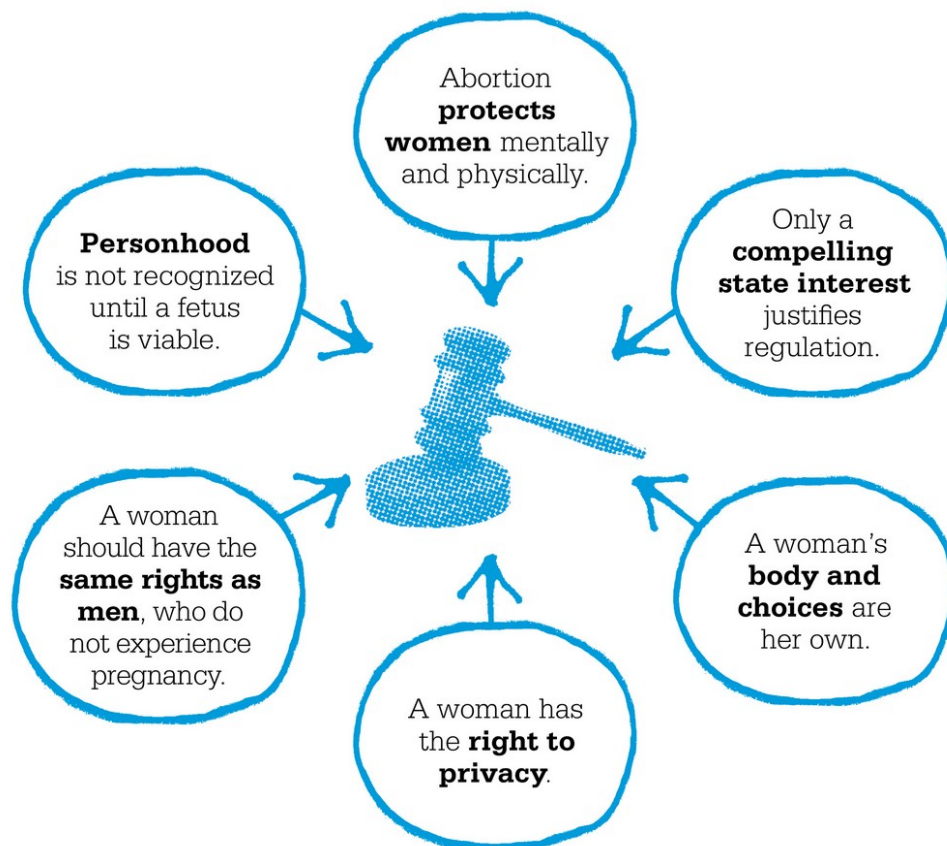 Abortion
protects
women mentally
and physically.
Personhood
is not recognized
until a fetus
is viable.
Only a
compelling
state interest
justifies
regulation.
A woman
should have the
same rights as
men, who do
not experience
pregnancy.
A woman's
body and
choices are
her own.
A woman has
the right to
privacy.